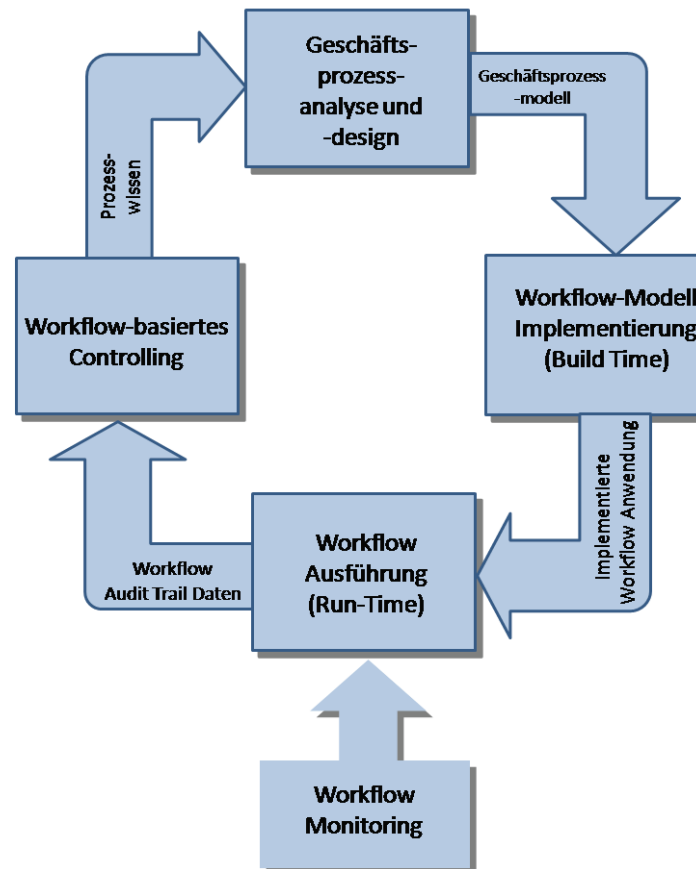 Geschäfts-
prozess-
analyse und
-design
Geschäftsprozess
-modell
Prozess-
wissen
Workflow-basiertes
Controlling
Workflow-Modell
Implementierung
(Build Time)
Implementierte
Workflow Anwendung
Workflow
Ausführung
(Run-Time)
Workflow
Audit Trail Daten
Workflow
Monitoring